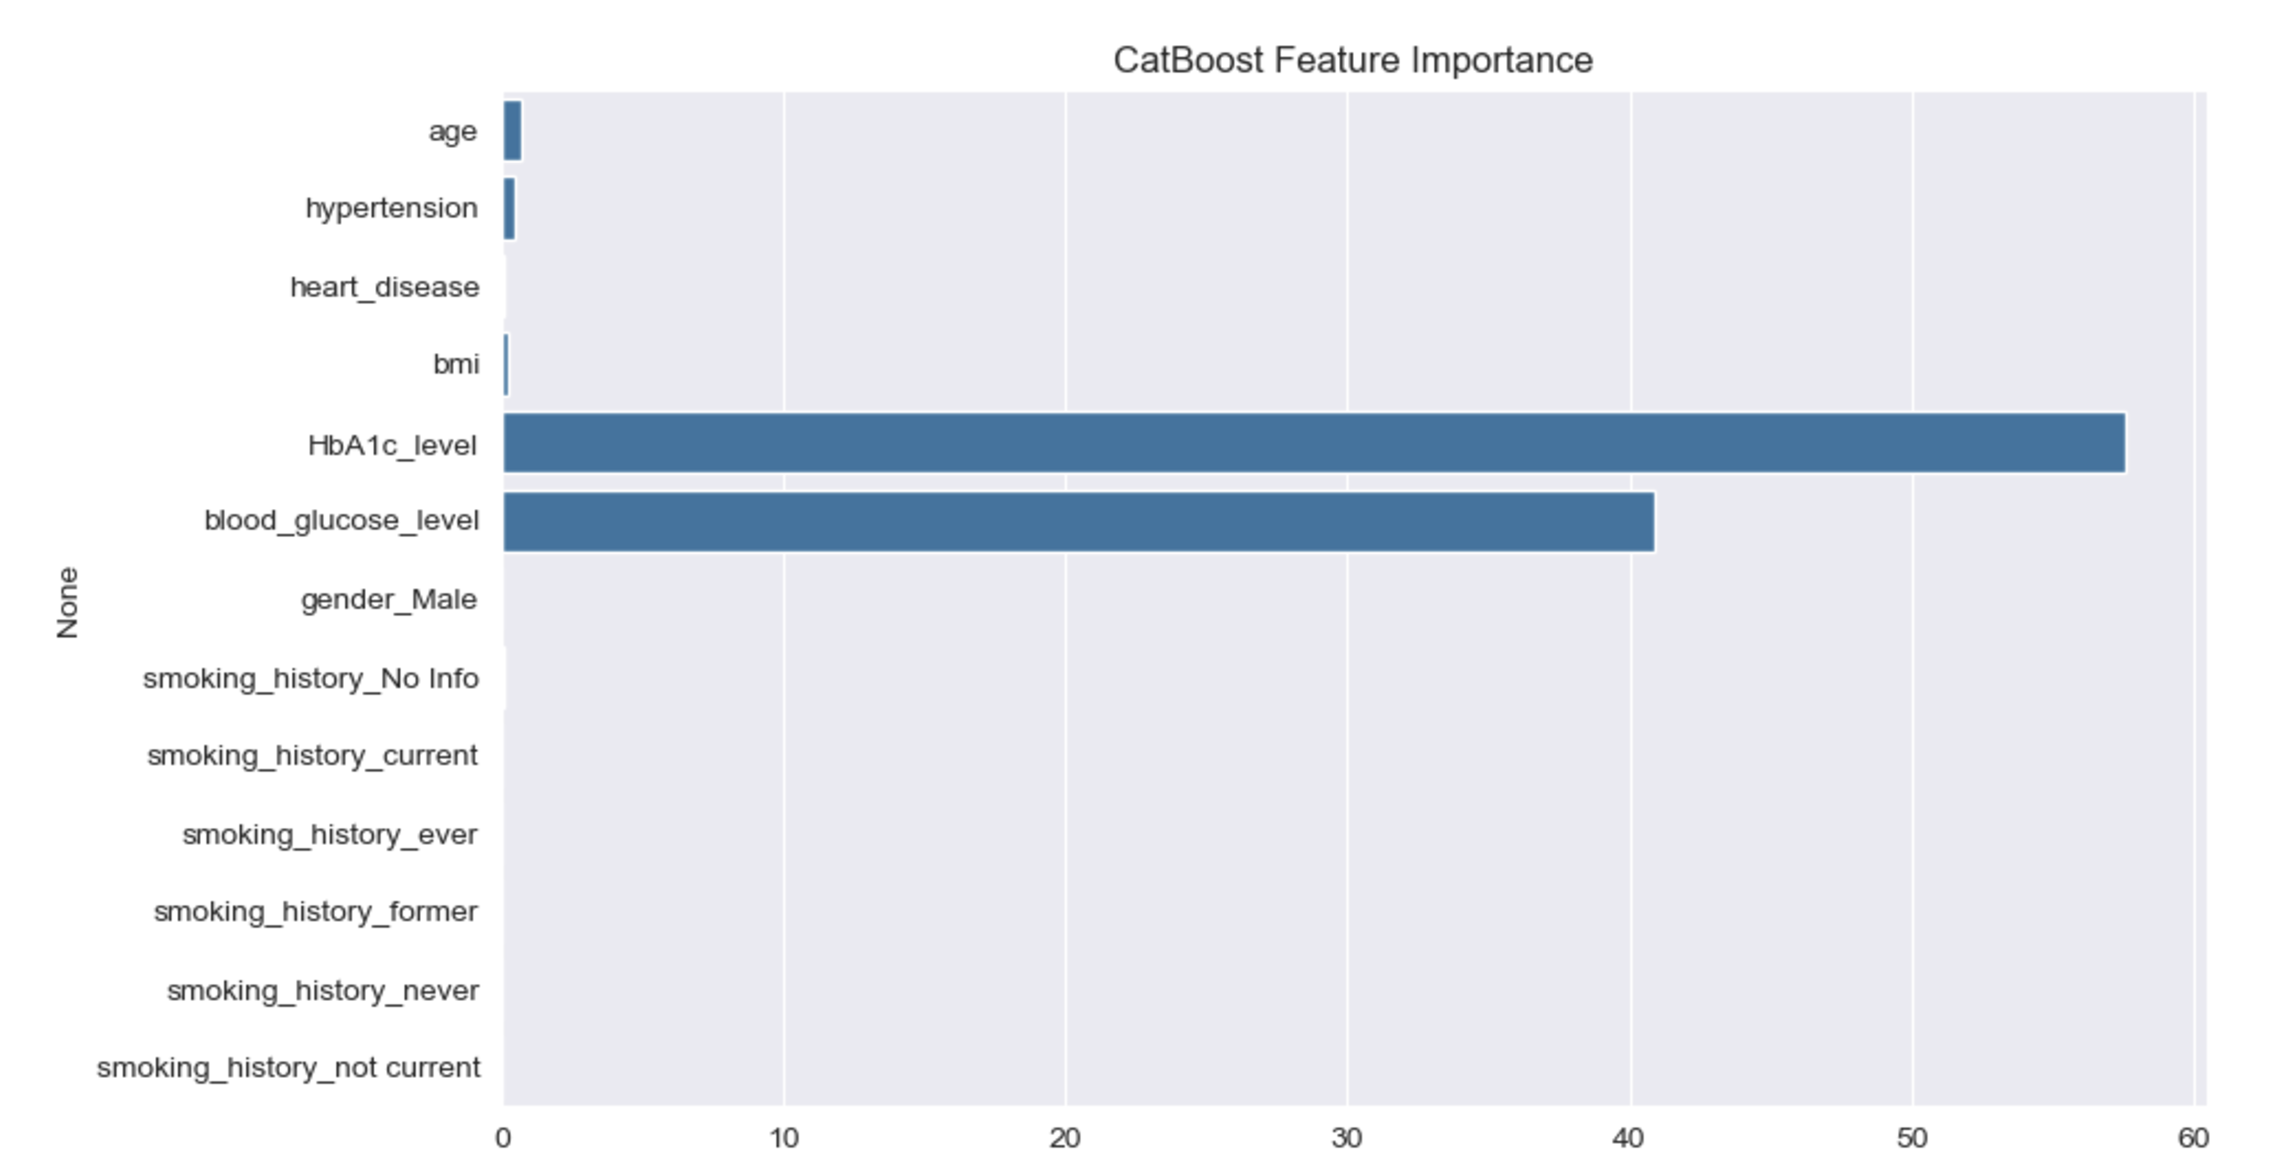 CatBoost Feature Importance
age
hypertension
heart_disease
bmi
HbA1c_level
blood_glucose_level
gender_Male
smoking_history_No Info
smoking_history_current
smoking_history_ever
smoking_history_former
smoking_history_never
smoking_history_not current
None
0 10 20 30 40 50 60